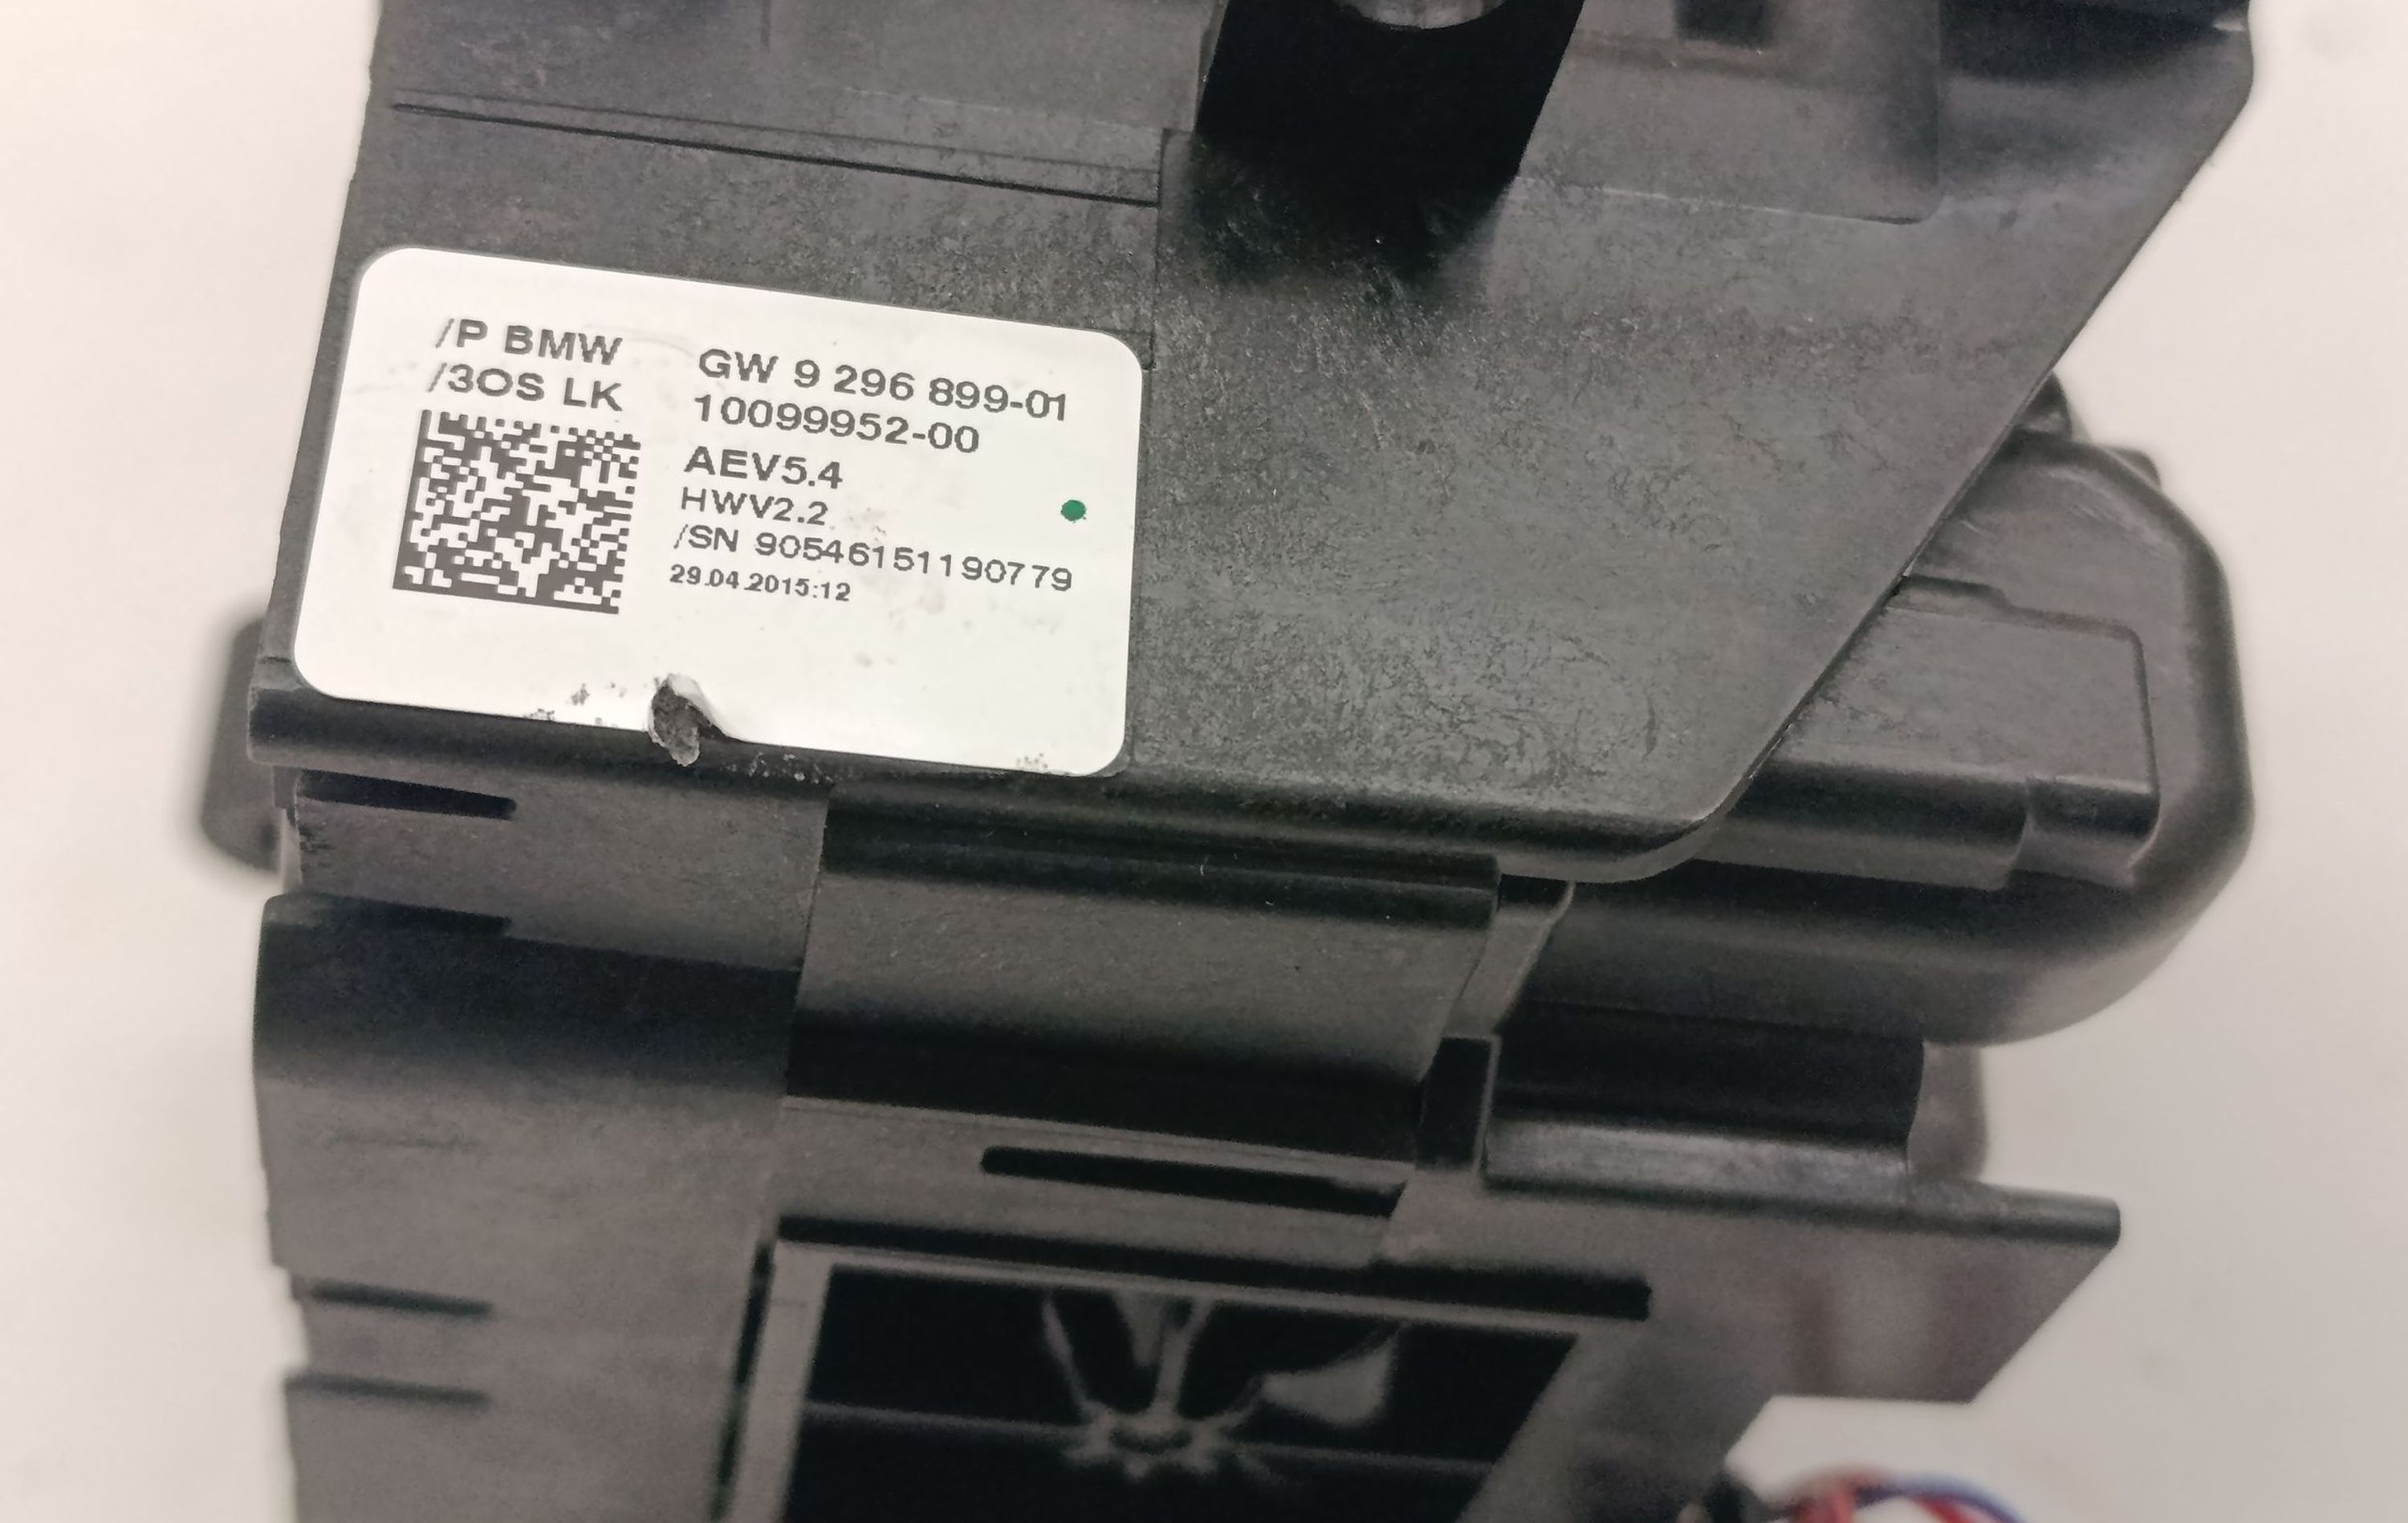 /P BMW
/3OS LK
GW 9 296 899-01
10099952-00
AEV5.4
HWV2.2
/SN 90546151190779
29.04.2015:12